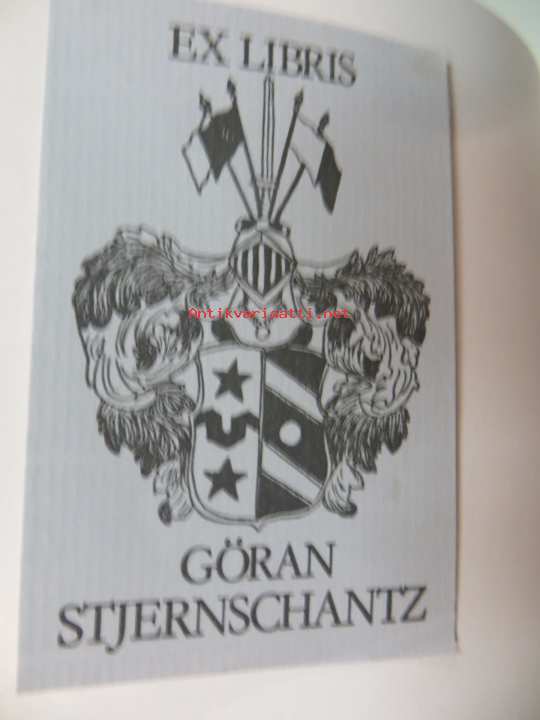 EX LIBRIS
Antikvariaatti.net
GÖRAN
STJERNSCHANTZ